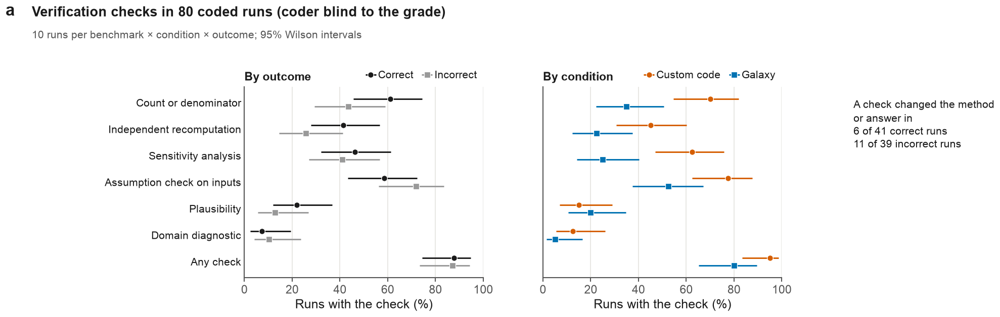 a
Verification checks in 80 coded runs (coder blind to the grade)
10 runs per benchmark × condition × outcome; 95% Wilson intervals
By outcome
Correct
Incorrect
By condition
Custom code
Galaxy
Count or denominator
Independent recomputation
Sensitivity analysis
Assumption check on inputs
Plausibility
Domain diagnostic
Any check
0 20 40 60 80 100
Runs with the check (%)
0 20 40 60 80 100
Runs with the check (%)
A check changed the method
or answer in
6 of 41 correct runs
11 of 39 incorrect runs